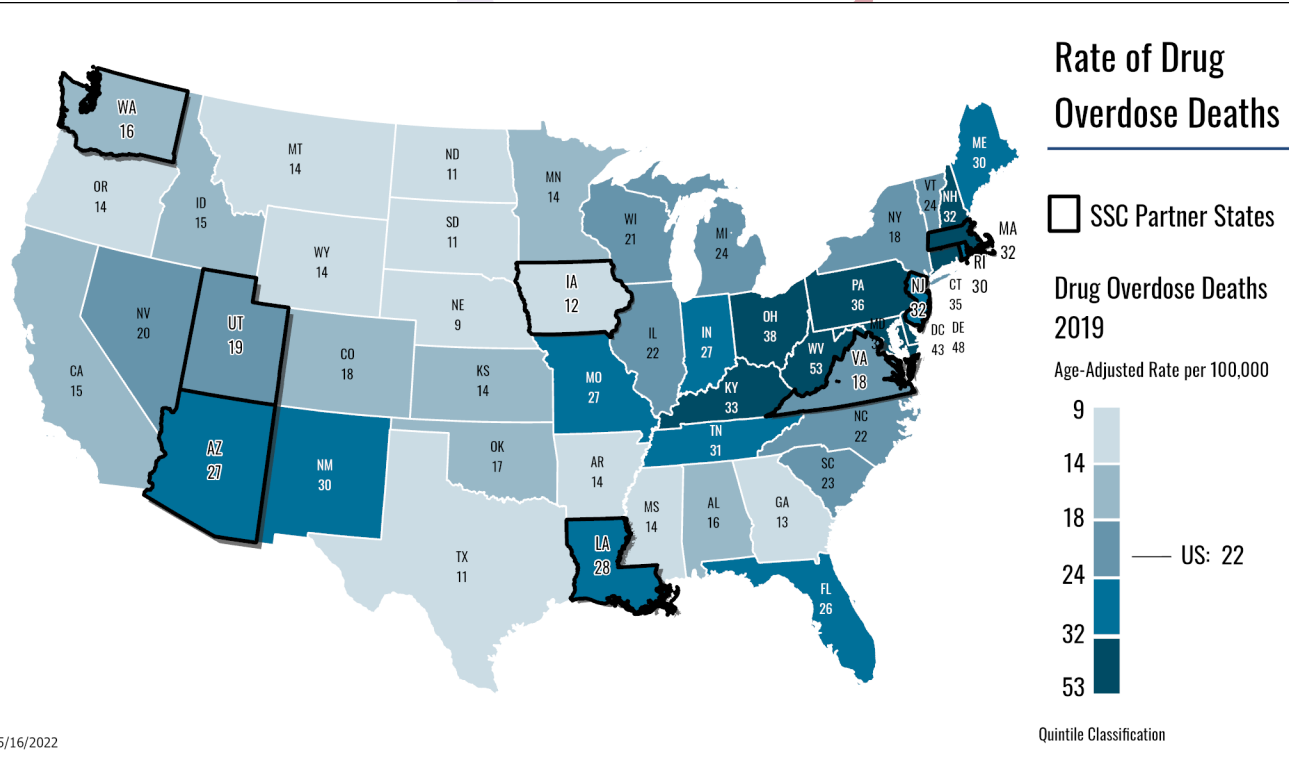 Rate of Drug
Overdose Deaths
SSC Partner States
Drug Overdose Deaths
2019
Age-Adjusted Rate per 100,000
9
14
18
24
32
53
US: 22
Quintile Classification
WA
16
OR
14
ID
15
MT
14
ND
11
MN
14
SD
11
WY
14
NE
9
IA
12
WI
21
MI
24
NY
18
VT
24
NH
32
ME
30
MA
32
RI
30
CT
35
NJ
32
PA
36
OH
38
IN
27
IL
22
MD
DC
43
DE
48
WV
53
VA
18
KY
33
MO
27
KS
14
CO
18
UT
19
NV
20
CA
15
AZ
27
NM
30
OK
17
AR
14
TN
31
NC
22
SC
23
GA
13
AL
16
MS
14
LA
28
TX
11
FL
26
5/16/2022